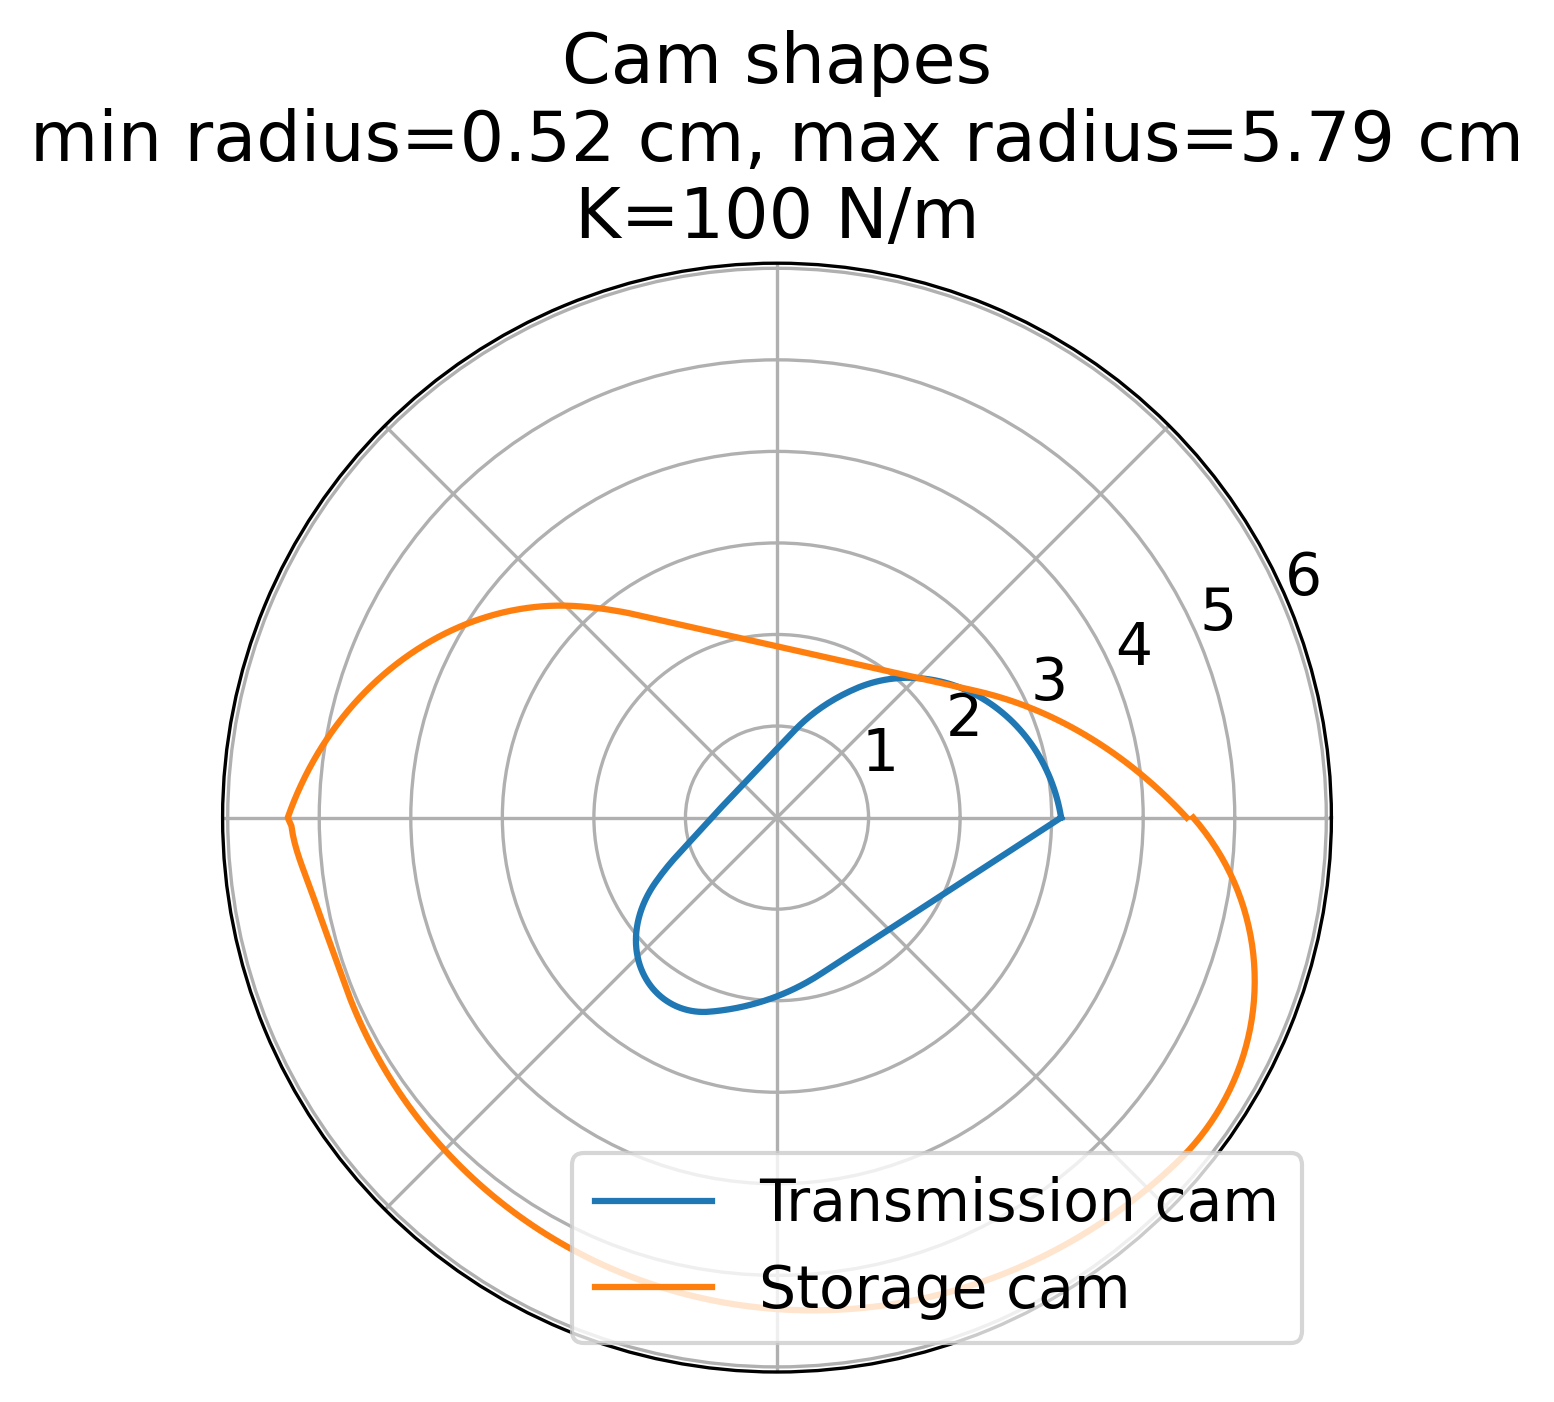 Cam shapes
min radius=0.52 cm, max radius=5.79 cm
K=100 N/m
6
5
4
3
2
1
Transmission cam
Storage cam